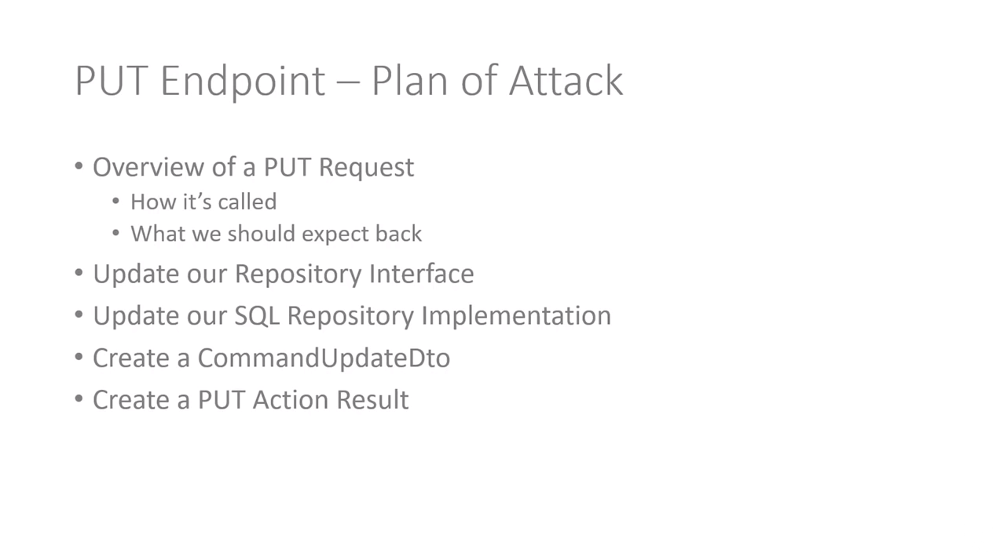 PUT Endpoint – Plan of Attack
• Overview of a PUT Request
• How it’s called
• What we should expect back
• Update our Repository Interface
• Update our SQL Repository Implementation
• Create a CommandUpdateDto
• Create a PUT Action Result